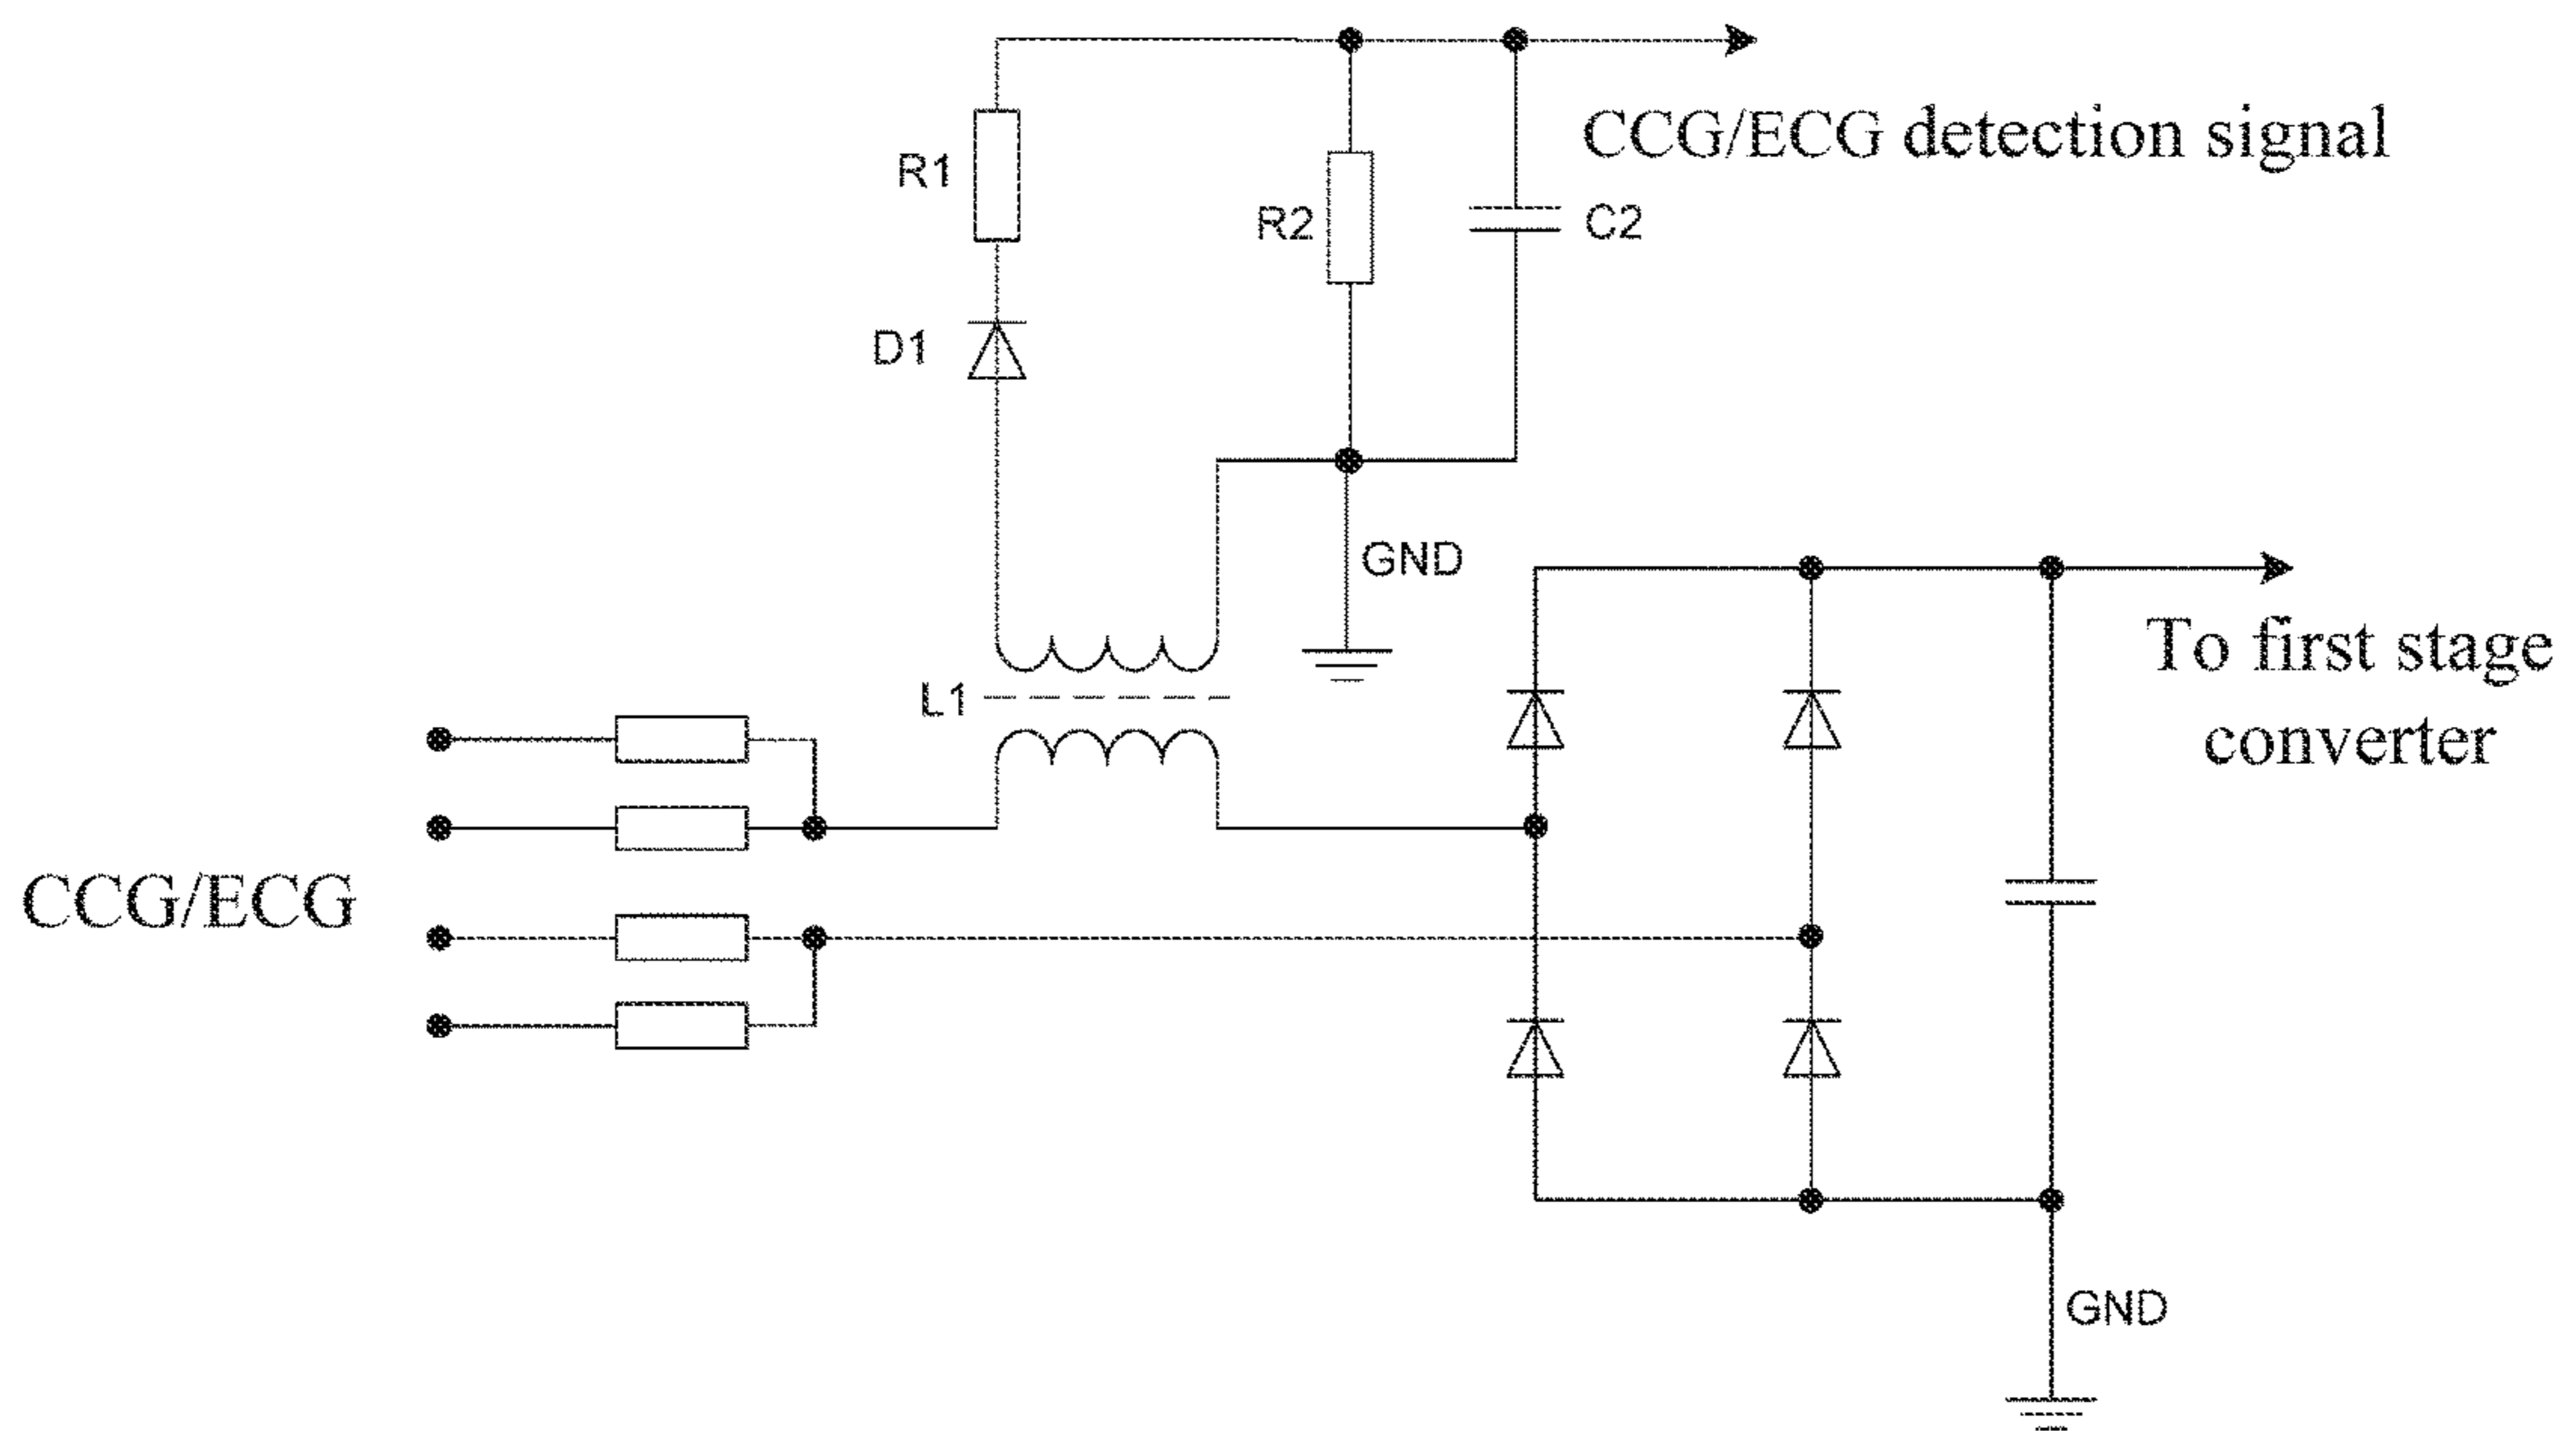 CCG/ECG detection signal
R1
R2
C2
D1
GND
To first stage
converter
L1
CCG/ECG
GND